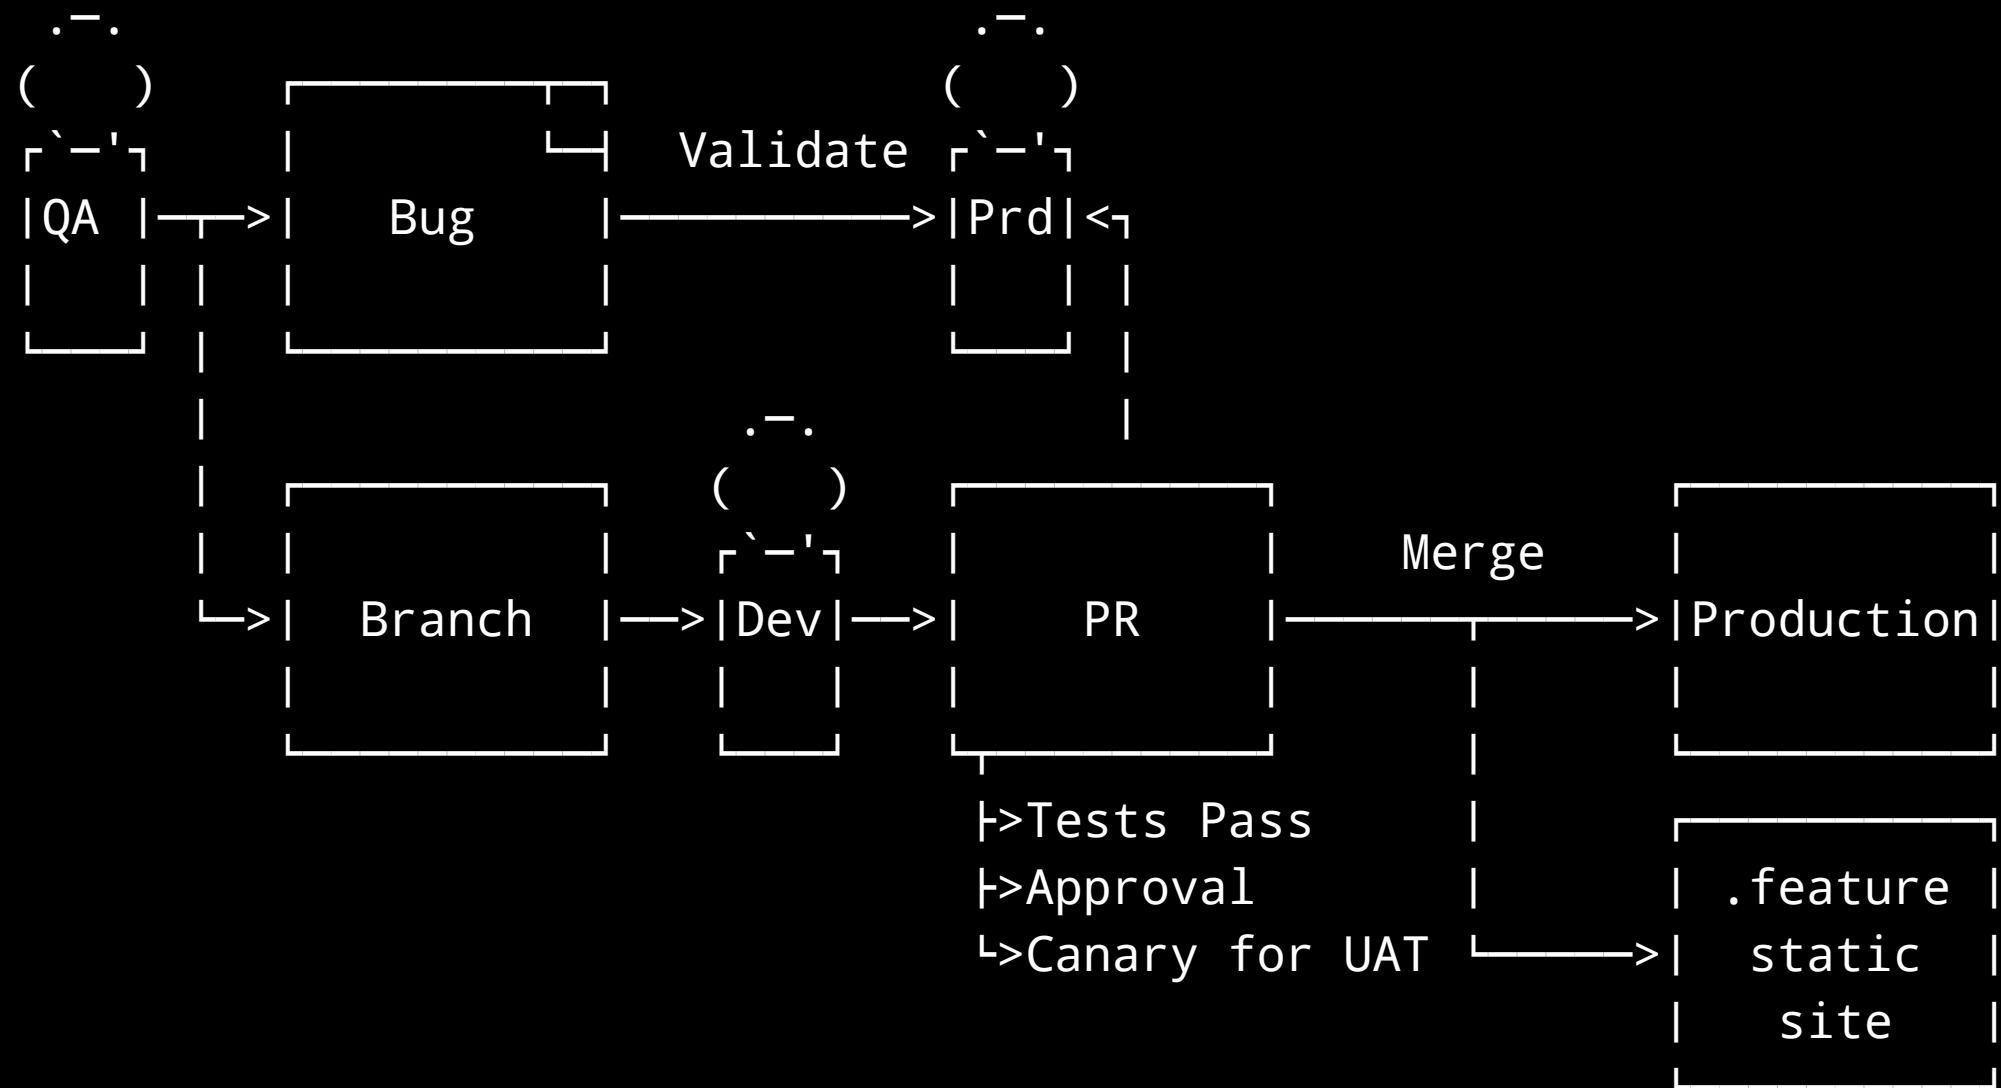 Validate
QA
Bug
Prd
Merge
Branch
Dev
PR
Production
Tests Pass
Approval
Canary for UAT
.feature
static
site